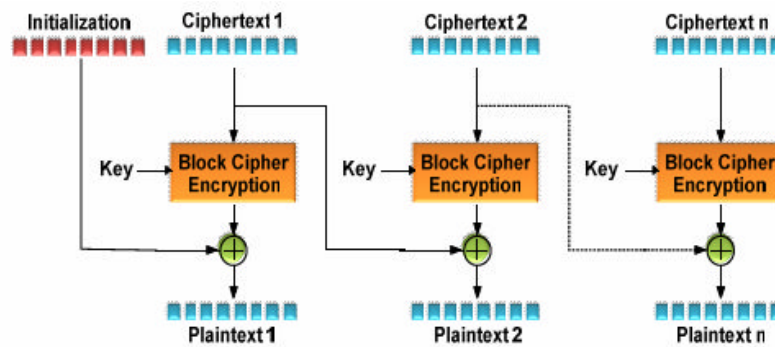 Initialization Ciphertext 1 Ciphertext 2 Ciphertext n
Key Block Cipher Encryption Key Block Cipher Encryption Key Block Cipher Encryption
Plaintext 1 Plaintext 2 Plaintext n